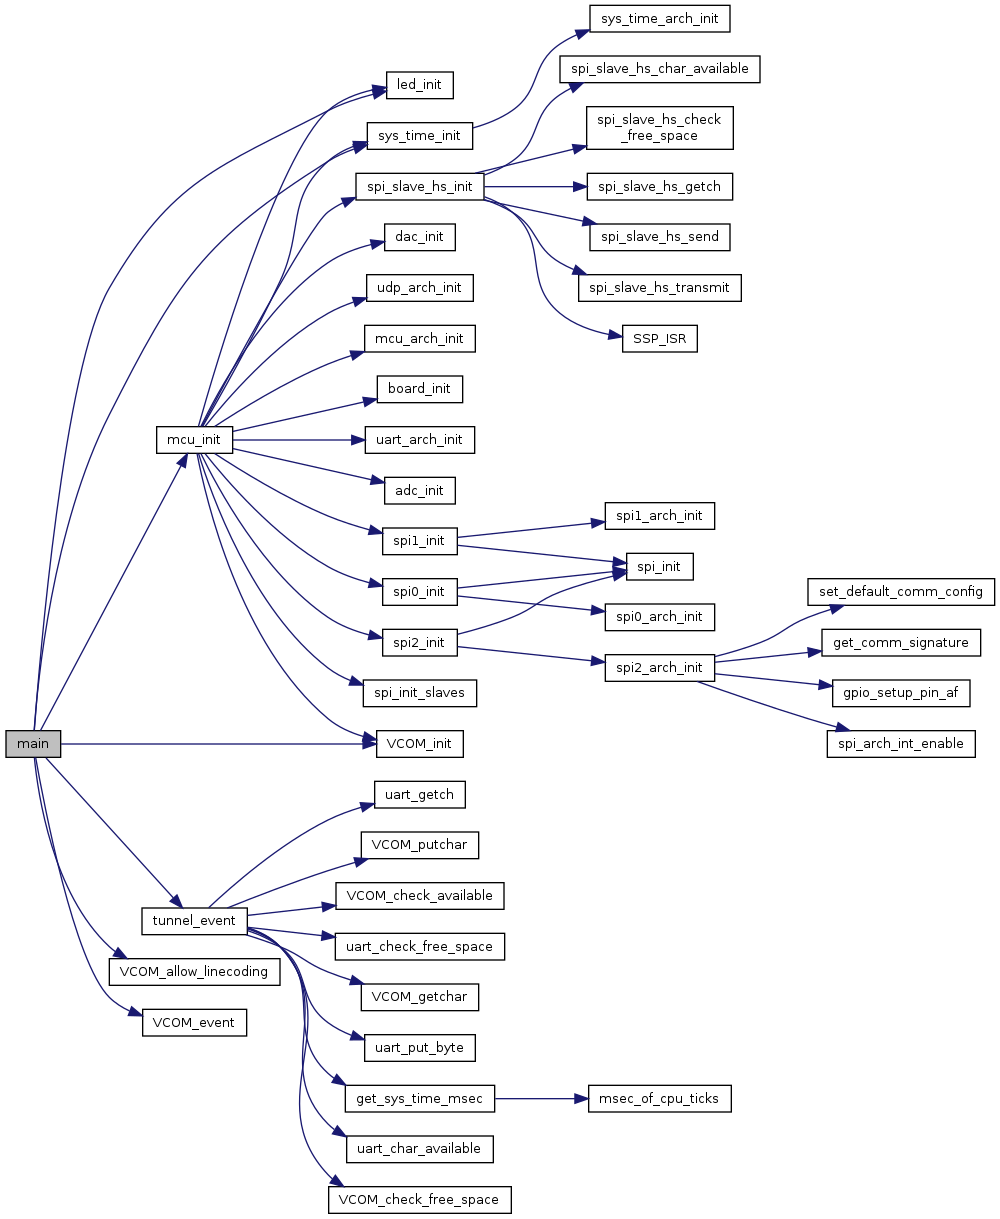 sys_time_arch_init
spi_slave_hs_char_available
led_init
spi_slave_hs_check
_free_space
sys_time_init
spi_slave_hs_init
spi_slave_hs_getch
dac_init
spi_slave_hs_send
udp_arch_init
spi_slave_hs_transmit
mcu_arch_init
SSP_ISR
board_init
mcu_init
uart_arch_init
adc_init
spi1_arch_init
spi1_init
spi_init
spi0_init
set_default_comm_config
spi0_arch_init
spi2_init
get_comm_signature
spi2_arch_init
spi_init_slaves
gpio_setup_pin_af
main
VCOM_init
spi_arch_int_enable
uart_getch
VCOM_putchar
VCOM_check_available
tunnel_event
uart_check_free_space
VCOM_allow_linecoding
VCOM_getchar
VCOM_event
uart_put_byte
get_sys_time_msec
msec_of_cpu_ticks
uart_char_available
VCOM_check_free_space